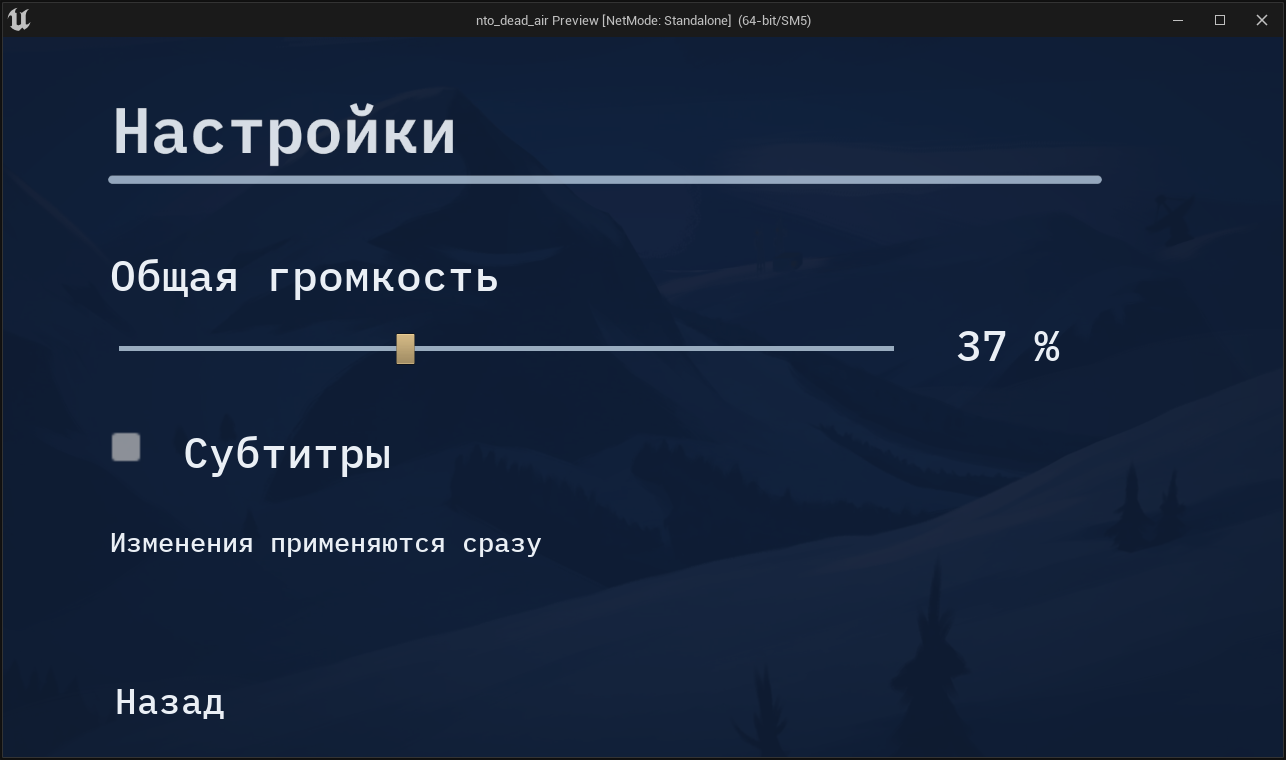 nto_dead_air Preview [NetMode: Standalone] (64-bit/SM5)
Настройки
Общая громкость
37 %
Субтитры
Изменения применяются сразу
Назад